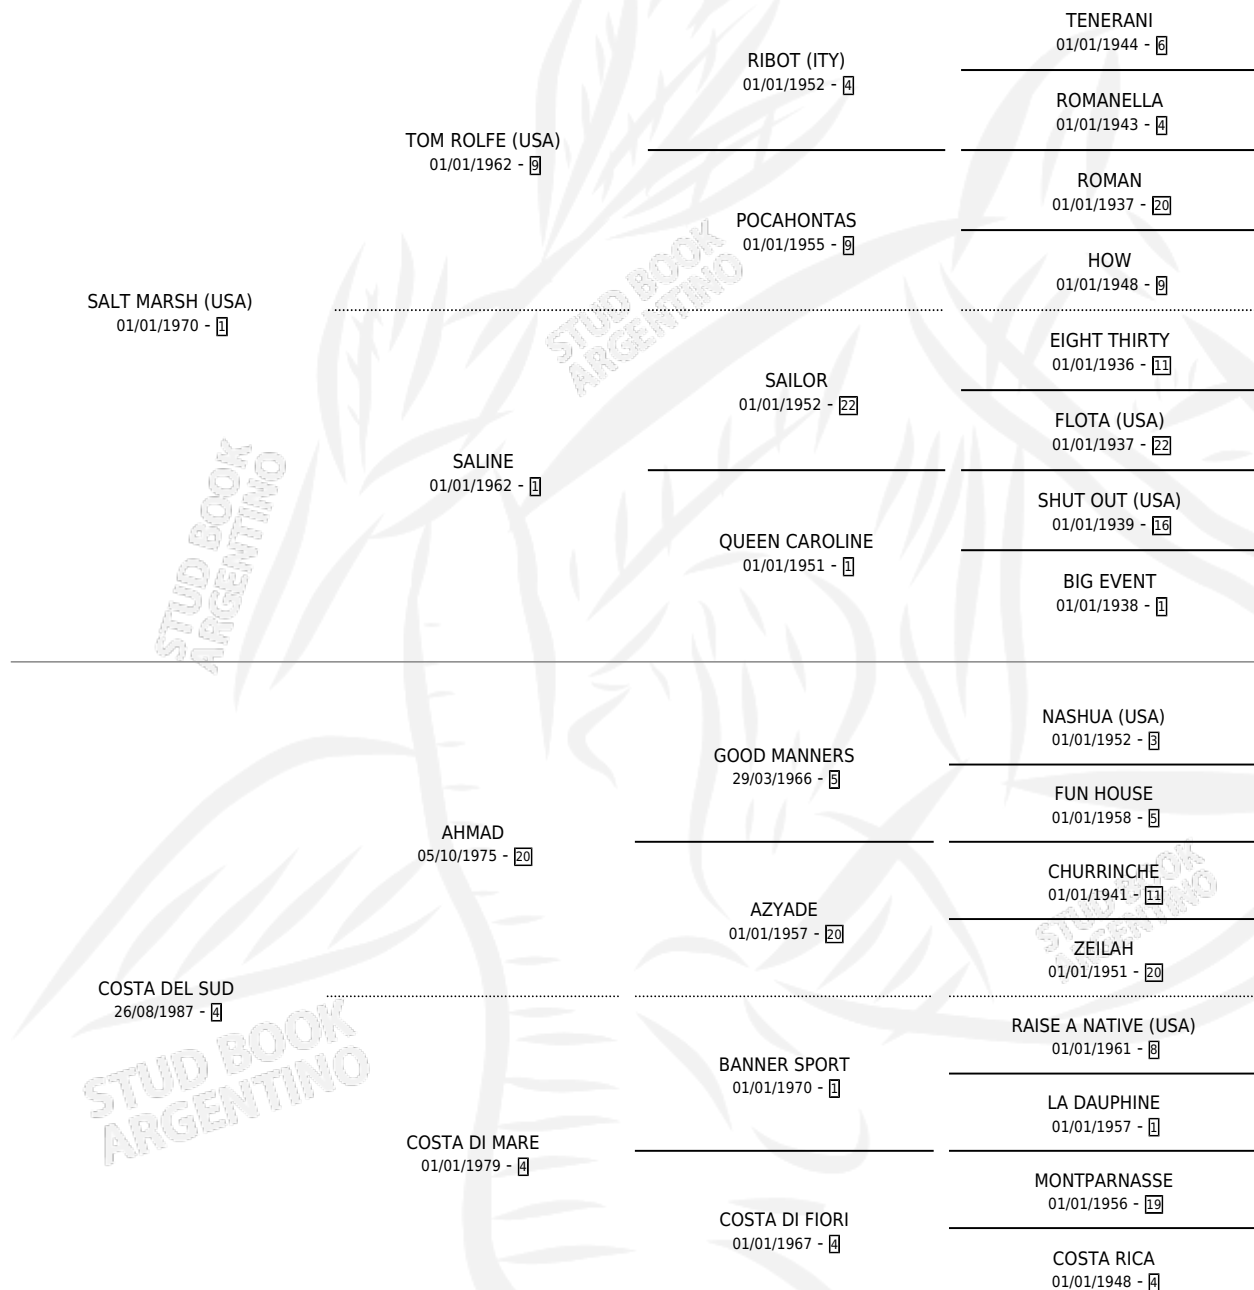 TENERANI
01/01/1944 - 6
RIBOT (ITY)
01/01/1952 - 4
ROMANELLA
01/01/1943 - 4
TOM ROLFE (USA)
01/01/1962 - 9
ROMAN
01/01/1937 - 20
POCAHONTAS
01/01/1955 - 9
HOW
01/01/1948 - 9
SALT MARSH (USA)
01/01/1970 - 1
EIGHT THIRTY
01/01/1936 - 11
SAILOR
01/01/1952 - 22
FLOTA (USA)
01/01/1937 - 22
SALINE
01/01/1962 - 1
SHUT OUT (USA)
01/01/1939 - 16
QUEEN CAROLINE
01/01/1951 - 1
BIG EVENT
01/01/1938 - 1
STUD BOOK
ARGENTINO
STUD BOOK
ARGENTINO
NASHUA (USA)
01/01/1952 - 3
GOOD MANNERS
29/03/1966 - 5
FUN HOUSE
01/01/1958 - 5
AHMAD
05/10/1975 - 20
CHURRINCHE
01/01/1941 - 11
AZYADE
01/01/1957 - 20
ZEILAH
01/01/1951 - 20
COSTA DEL SUD
26/08/1987 - 4
RAISE A NATIVE (USA)
01/01/1961 - 8
BANNER SPORT
01/01/1970 - 1
LA DAUPHINE
01/01/1957 - 1
COSTA DI MARE
01/01/1979 - 4
MONTPARNASSE
01/01/1956 - 19
COSTA DI FIORI
01/01/1967 - 4
COSTA RICA
01/01/1948 - 4
STUD BOOK
ARGENTINO
STUD BOOK
ARGENTINO